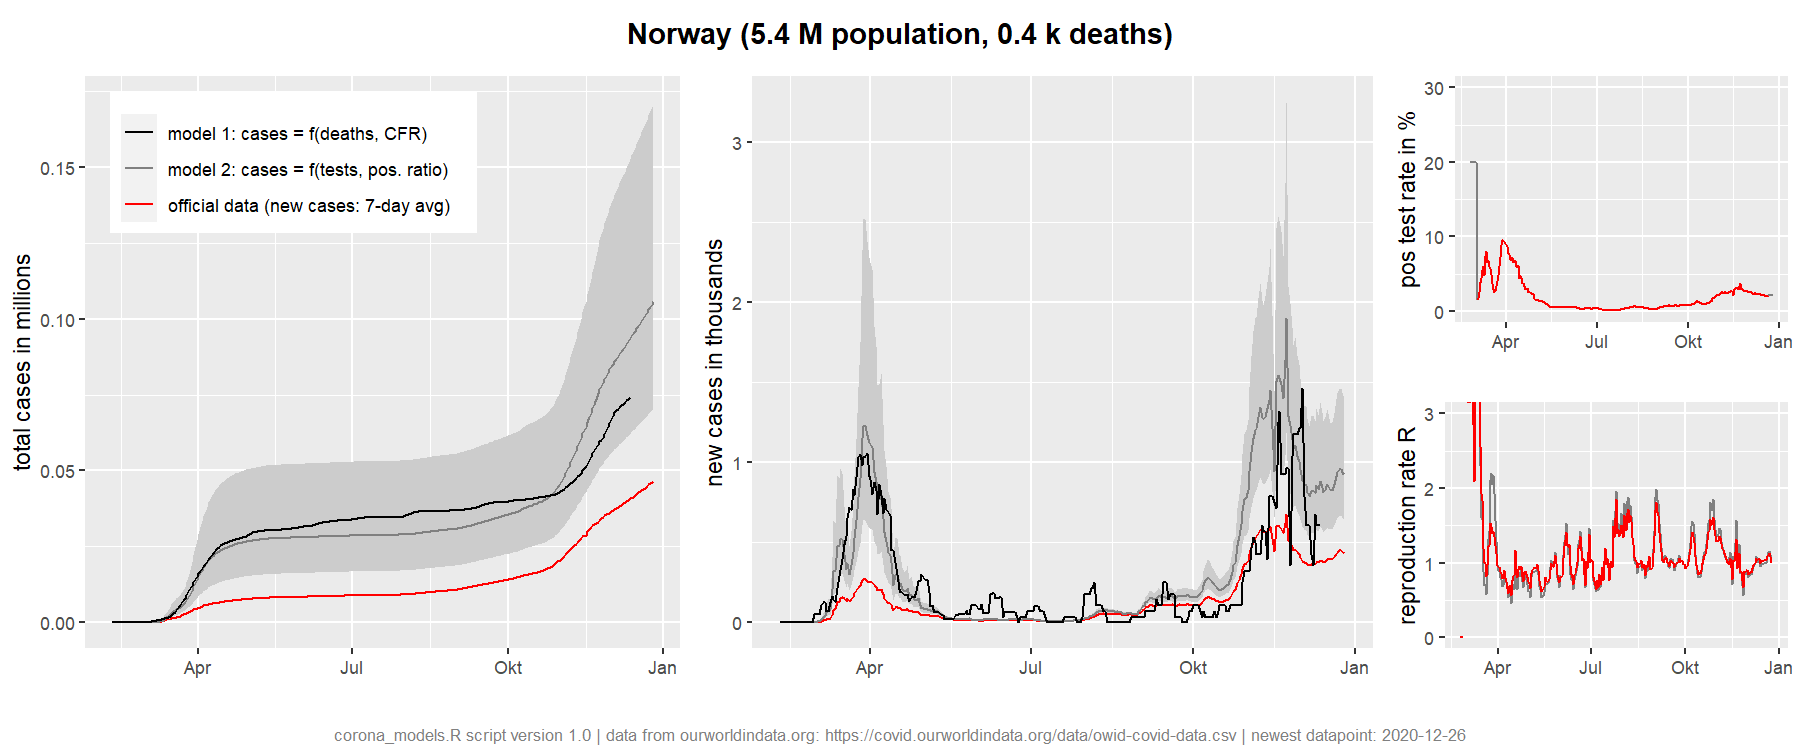 Norway (5.4 M population, 0.4 k deaths)
total cases in millions
0.15
0.10
0.05
0.00
model 1: cases = f(deaths, CFR)
model 2: cases = f(tests, pos. ratio)
official data (new cases: 7-day avg)
Apr Jul Okt Jan
new cases in thousands
3
2
1
0
Apr Jul Okt Jan
pos test rate in %
30
20
10
0
Apr Jul Okt Jan
reproduction rate R
3
2
1
0
Apr Jul Okt Jan
corona_models.R script version 1.0 | data from ourworldindata.org: https://covid.ourworldindata.org/data/owid-covid-data.csv | newest datapoint: 2020-12-26